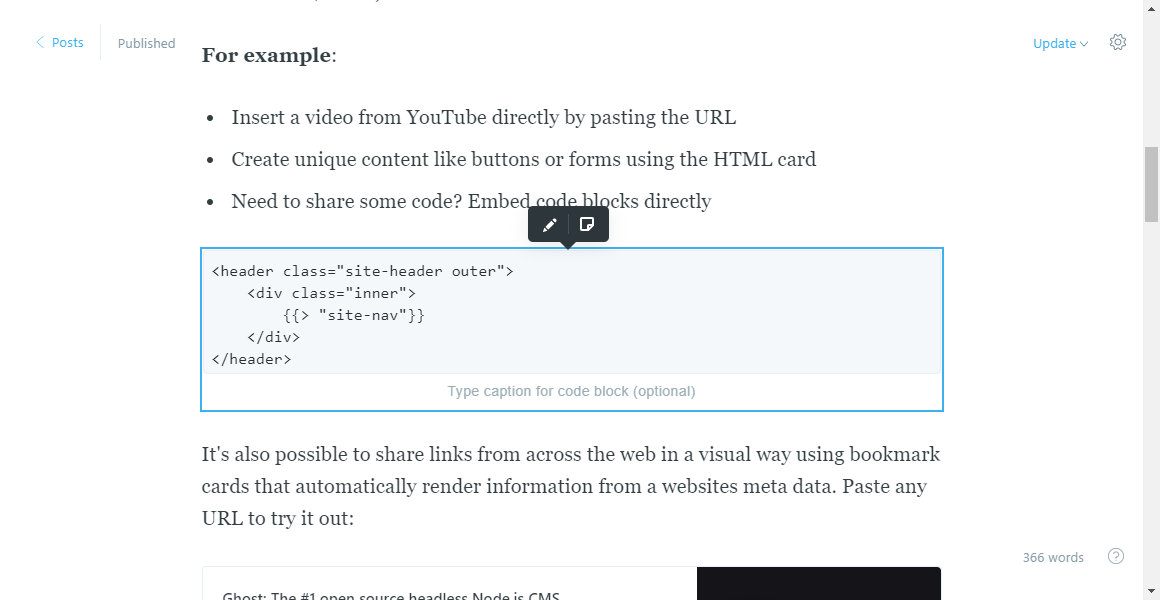 Posts
Published
Update
For example:
Insert a video from YouTube directly by pasting the URL
Create unique content like buttons or forms using the HTML card
Need to share some code? Embed code blocks directly
<header class="site-header outer">
    <div class="inner">
        {{> "site-nav"}}
    </div>
</header>
Type caption for code block (optional)
It's also possible to share links from across the web in a visual way using bookmark
cards that automatically render information from a websites meta data. Paste any
URL to try it out:
366 words
Ghost: The #1 open source headless Node.js CMS